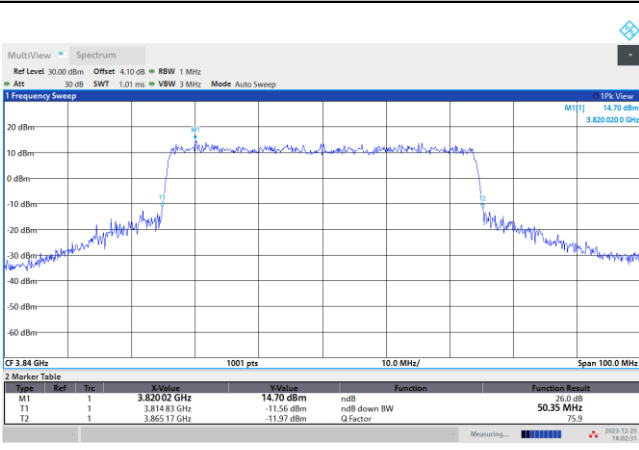 MultiView Spectrum
Ref Level 30.00 dBm Offset 4.10 dB RBW 1 MHz
Att 30 dB SWT 1.01 ms VBW 3 MHz Mode Auto Sweep
1 Frequency Sweep 1Pk View
M1[1] 14.70 dBm
3.820 020 0 GHz
M1
20 dBm
10 dBm
0 dBm
T1
T2
-10 dBm
-20 dBm
-30 dBm
-40 dBm
-50 dBm
-60 dBm
CF 3.84 GHz 1001 pts 10.0 MHz/ Span 100.0 MHz
2 Marker Table
Type Ref Trc X-Value Y-Value Function Function Result
M1 1 3.82002 GHz 14.70 dBm ndB 26.0 dB
T1 1 3.81483 GHz -11.56 dBm ndB down BW 50.35 MHz
T2 1 3.86517 GHz -11.97 dBm Q Factor 75.9
Measuring... 2023-12-25
14:02:31